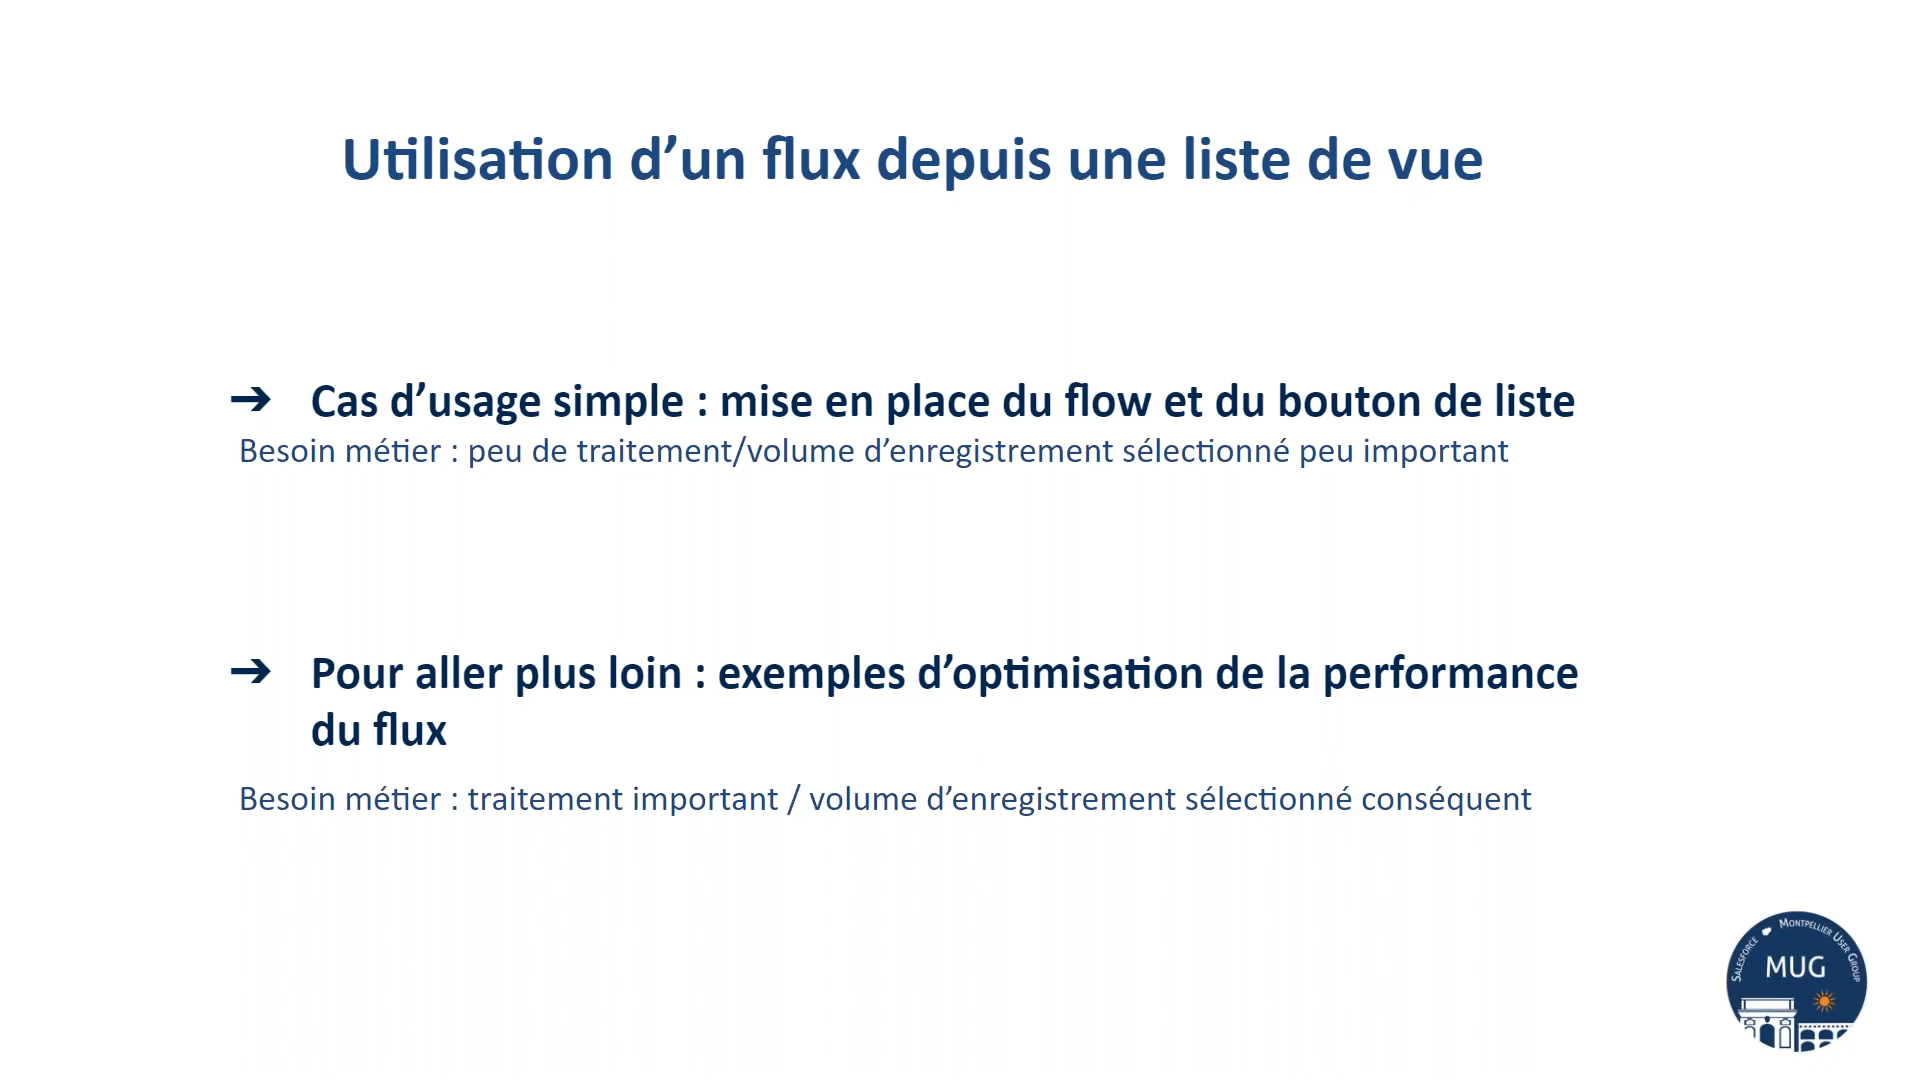 Utilisation d’un flux depuis une liste de vue
➔ Cas d’usage simple : mise en place du flow et du bouton de liste
Besoin métier : peu de traitement/volume d’enregistrement sélectionné peu important
➔ Pour aller plus loin : exemples d’optimisation de la performance
du flux
Besoin métier : traitement important / volume d’enregistrement sélectionné conséquent
Salesforce Montpellier User Group
MUG